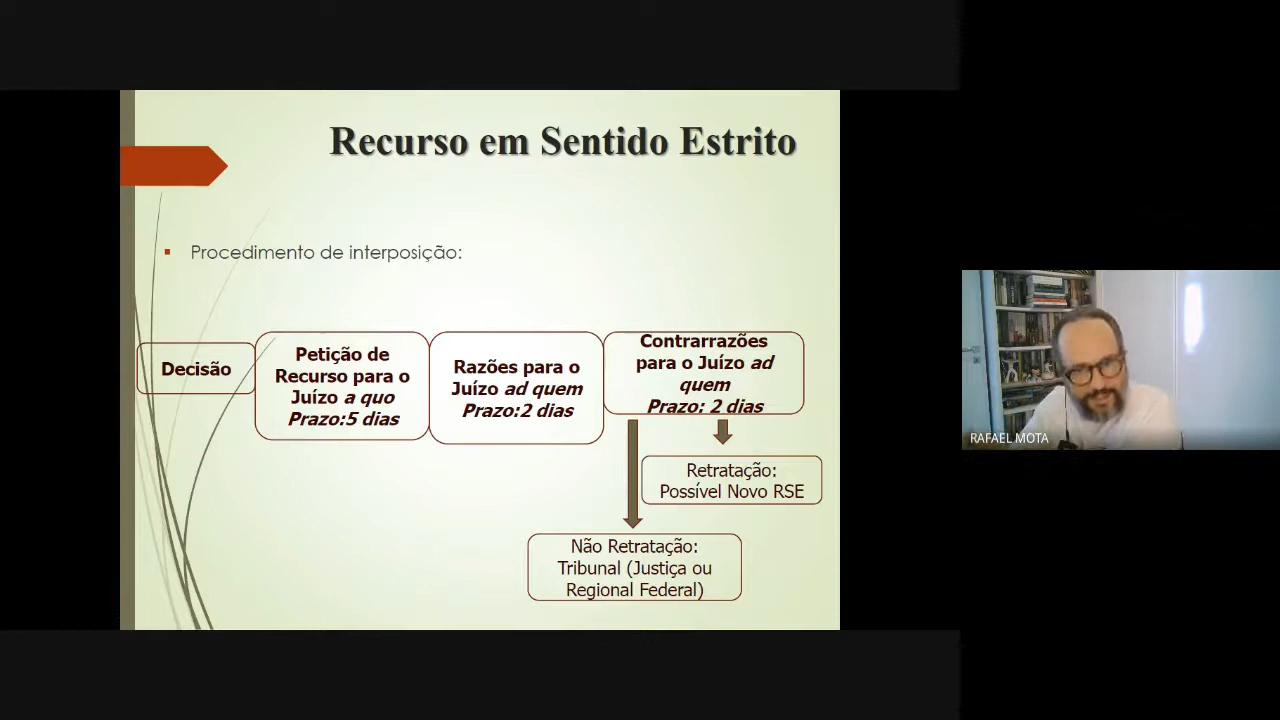 Recurso em Sentido Estrito
Procedimento de interposição:
Decisão
Petição de
Recurso para o
Juízo a quo
Prazo:5 dias
Razões para o
Juízo ad quem
Prazo:2 dias
Contrarrazões
para o Juízo ad
quem
Prazo: 2 dias
Retratação:
Possível Novo RSE
Não Retratação:
Tribunal (Justiça ou
Regional Federal)
RAFAEL MOTA